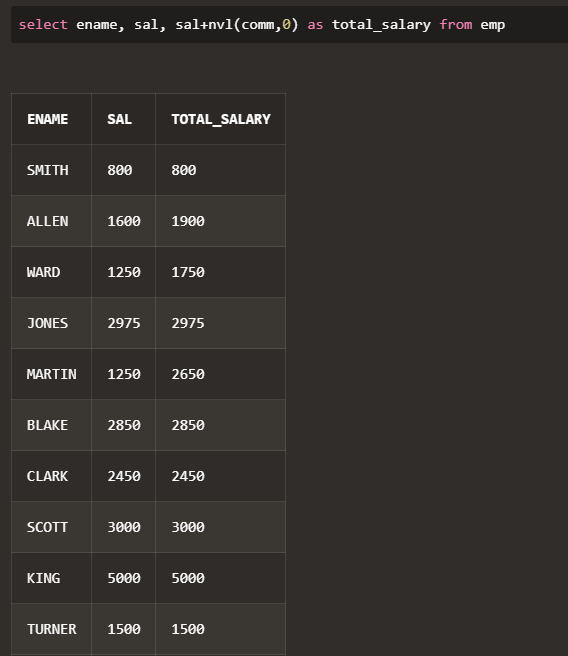 select ename, sal, sal+nvl(comm,0) as total_salary from emp
ENAME SAL TOTAL_SALARY
SMITH 800 800
ALLEN 1600 1900
WARD 1250 1750
JONES 2975 2975
MARTIN 1250 2650
BLAKE 2850 2850
CLARK 2450 2450
SCOTT 3000 3000
KING 5000 5000
TURNER 1500 1500